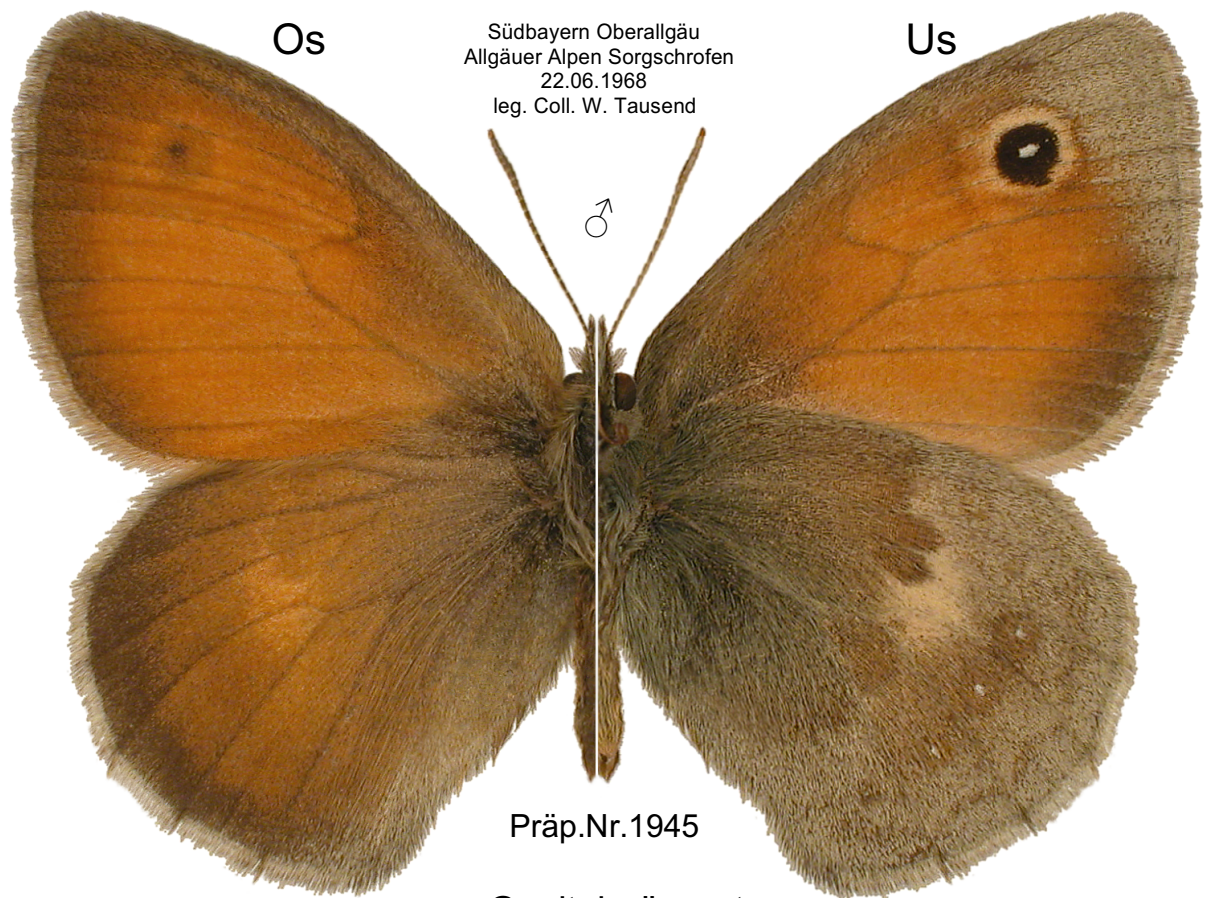 Os
Südbayern Oberallgäu
Allgäuer Alpen Sorgschrofen
22.06.1968
leg. Coll. W. Tausend
Us
♂
Präp.Nr.1945